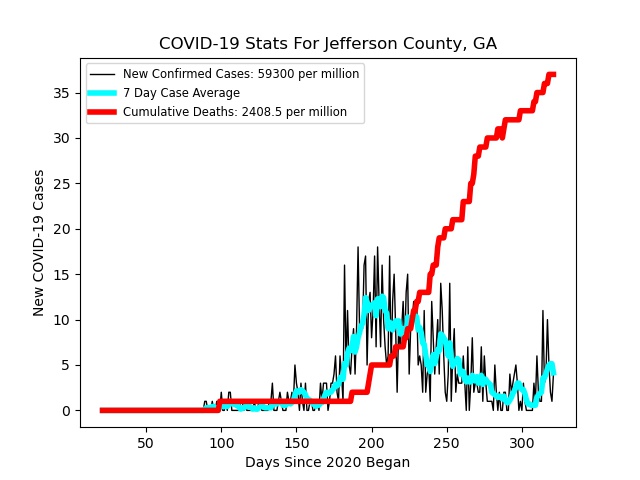 COVID-19 Stats For Jefferson County, GA
New Confirmed Cases: 59300 per million
7 Day Case Average
Cumulative Deaths: 2408.5 per million
New COVID-19 Cases
35
30
25
20
15
10
5
0
50 100 150 200 250 300
Days Since 2020 Began